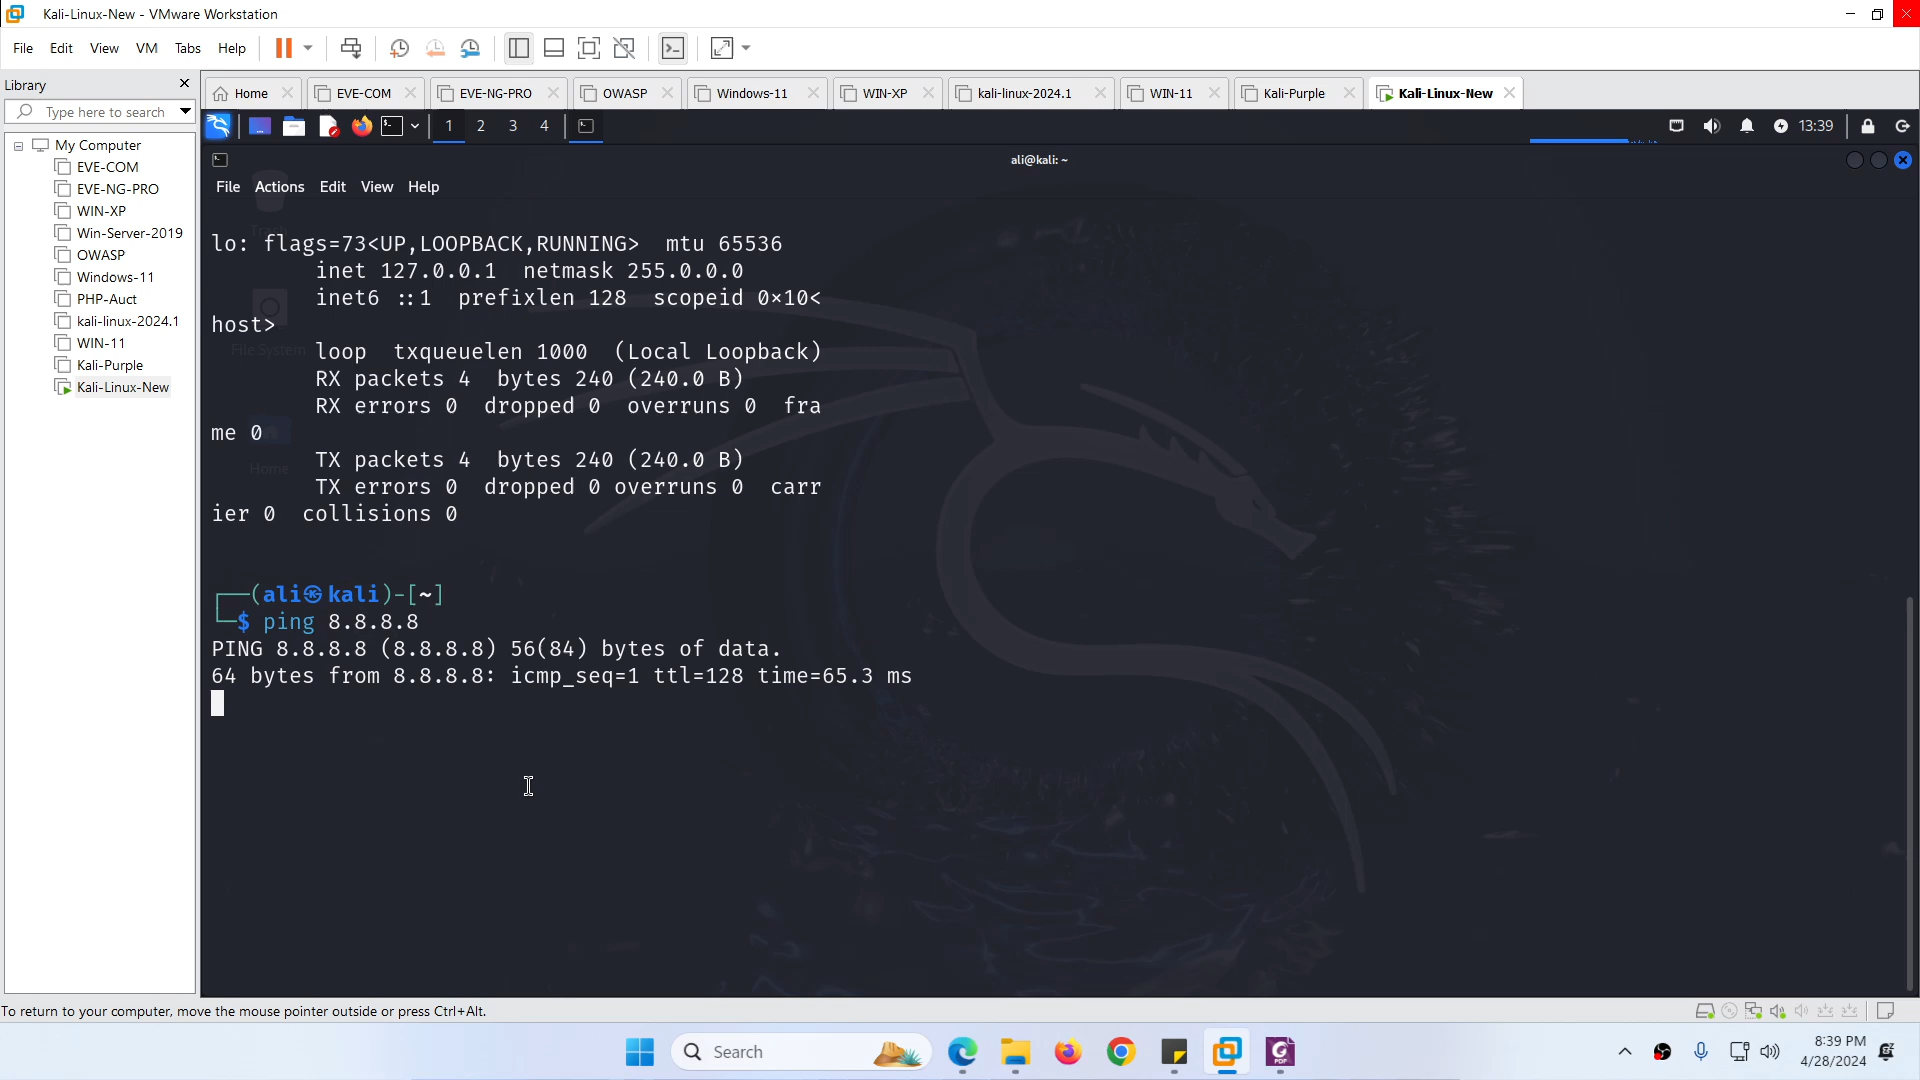 Kali-Linux-New - VMware Workstation
File Edit View VM Tabs Help
Library
Type here to search
Home EVE-COM EVE-NG-PRO OWASP Windows-11 WIN-XP kali-linux-2024.1 WIN-11 Kali-Purple Kali-Linux-New
1 2 3 4 13:39
My Computer
EVE-COM
EVE-NG-PRO
WIN-XP
Win-Server-2019
OWASP
Windows-11
PHP-Auct
kali-linux-2024.1
WIN-11
Kali-Purple
Kali-Linux-New
ali@kali: ~
File Actions Edit View Help
lo: flags=73<UP,LOOPBACK,RUNNING>  mtu 65536
inet 127.0.0.1  netmask 255.0.0.0
inet6 ::1  prefixlen 128  scopeid 0×10<
host>
File System
loop  txqueuelen 1000  (Local Loopback)
RX packets 4  bytes 240 (240.0 B)
RX errors 0  dropped 0  overruns 0  fra
me 0
TX packets 4  bytes 240 (240.0 B)
Home
TX errors 0  dropped 0 overruns 0  carr
ier 0  collisions 0
┌──(ali㉿kali)-[~]
└─$ ping 8.8.8.8
PING 8.8.8.8 (8.8.8.8) 56(84) bytes of data.
64 bytes from 8.8.8.8: icmp_seq=1 ttl=128 time=65.3 ms
To return to your computer, move the mouse pointer outside or press Ctrl+Alt.
Search
PDF
8:39 PM
4/28/2024